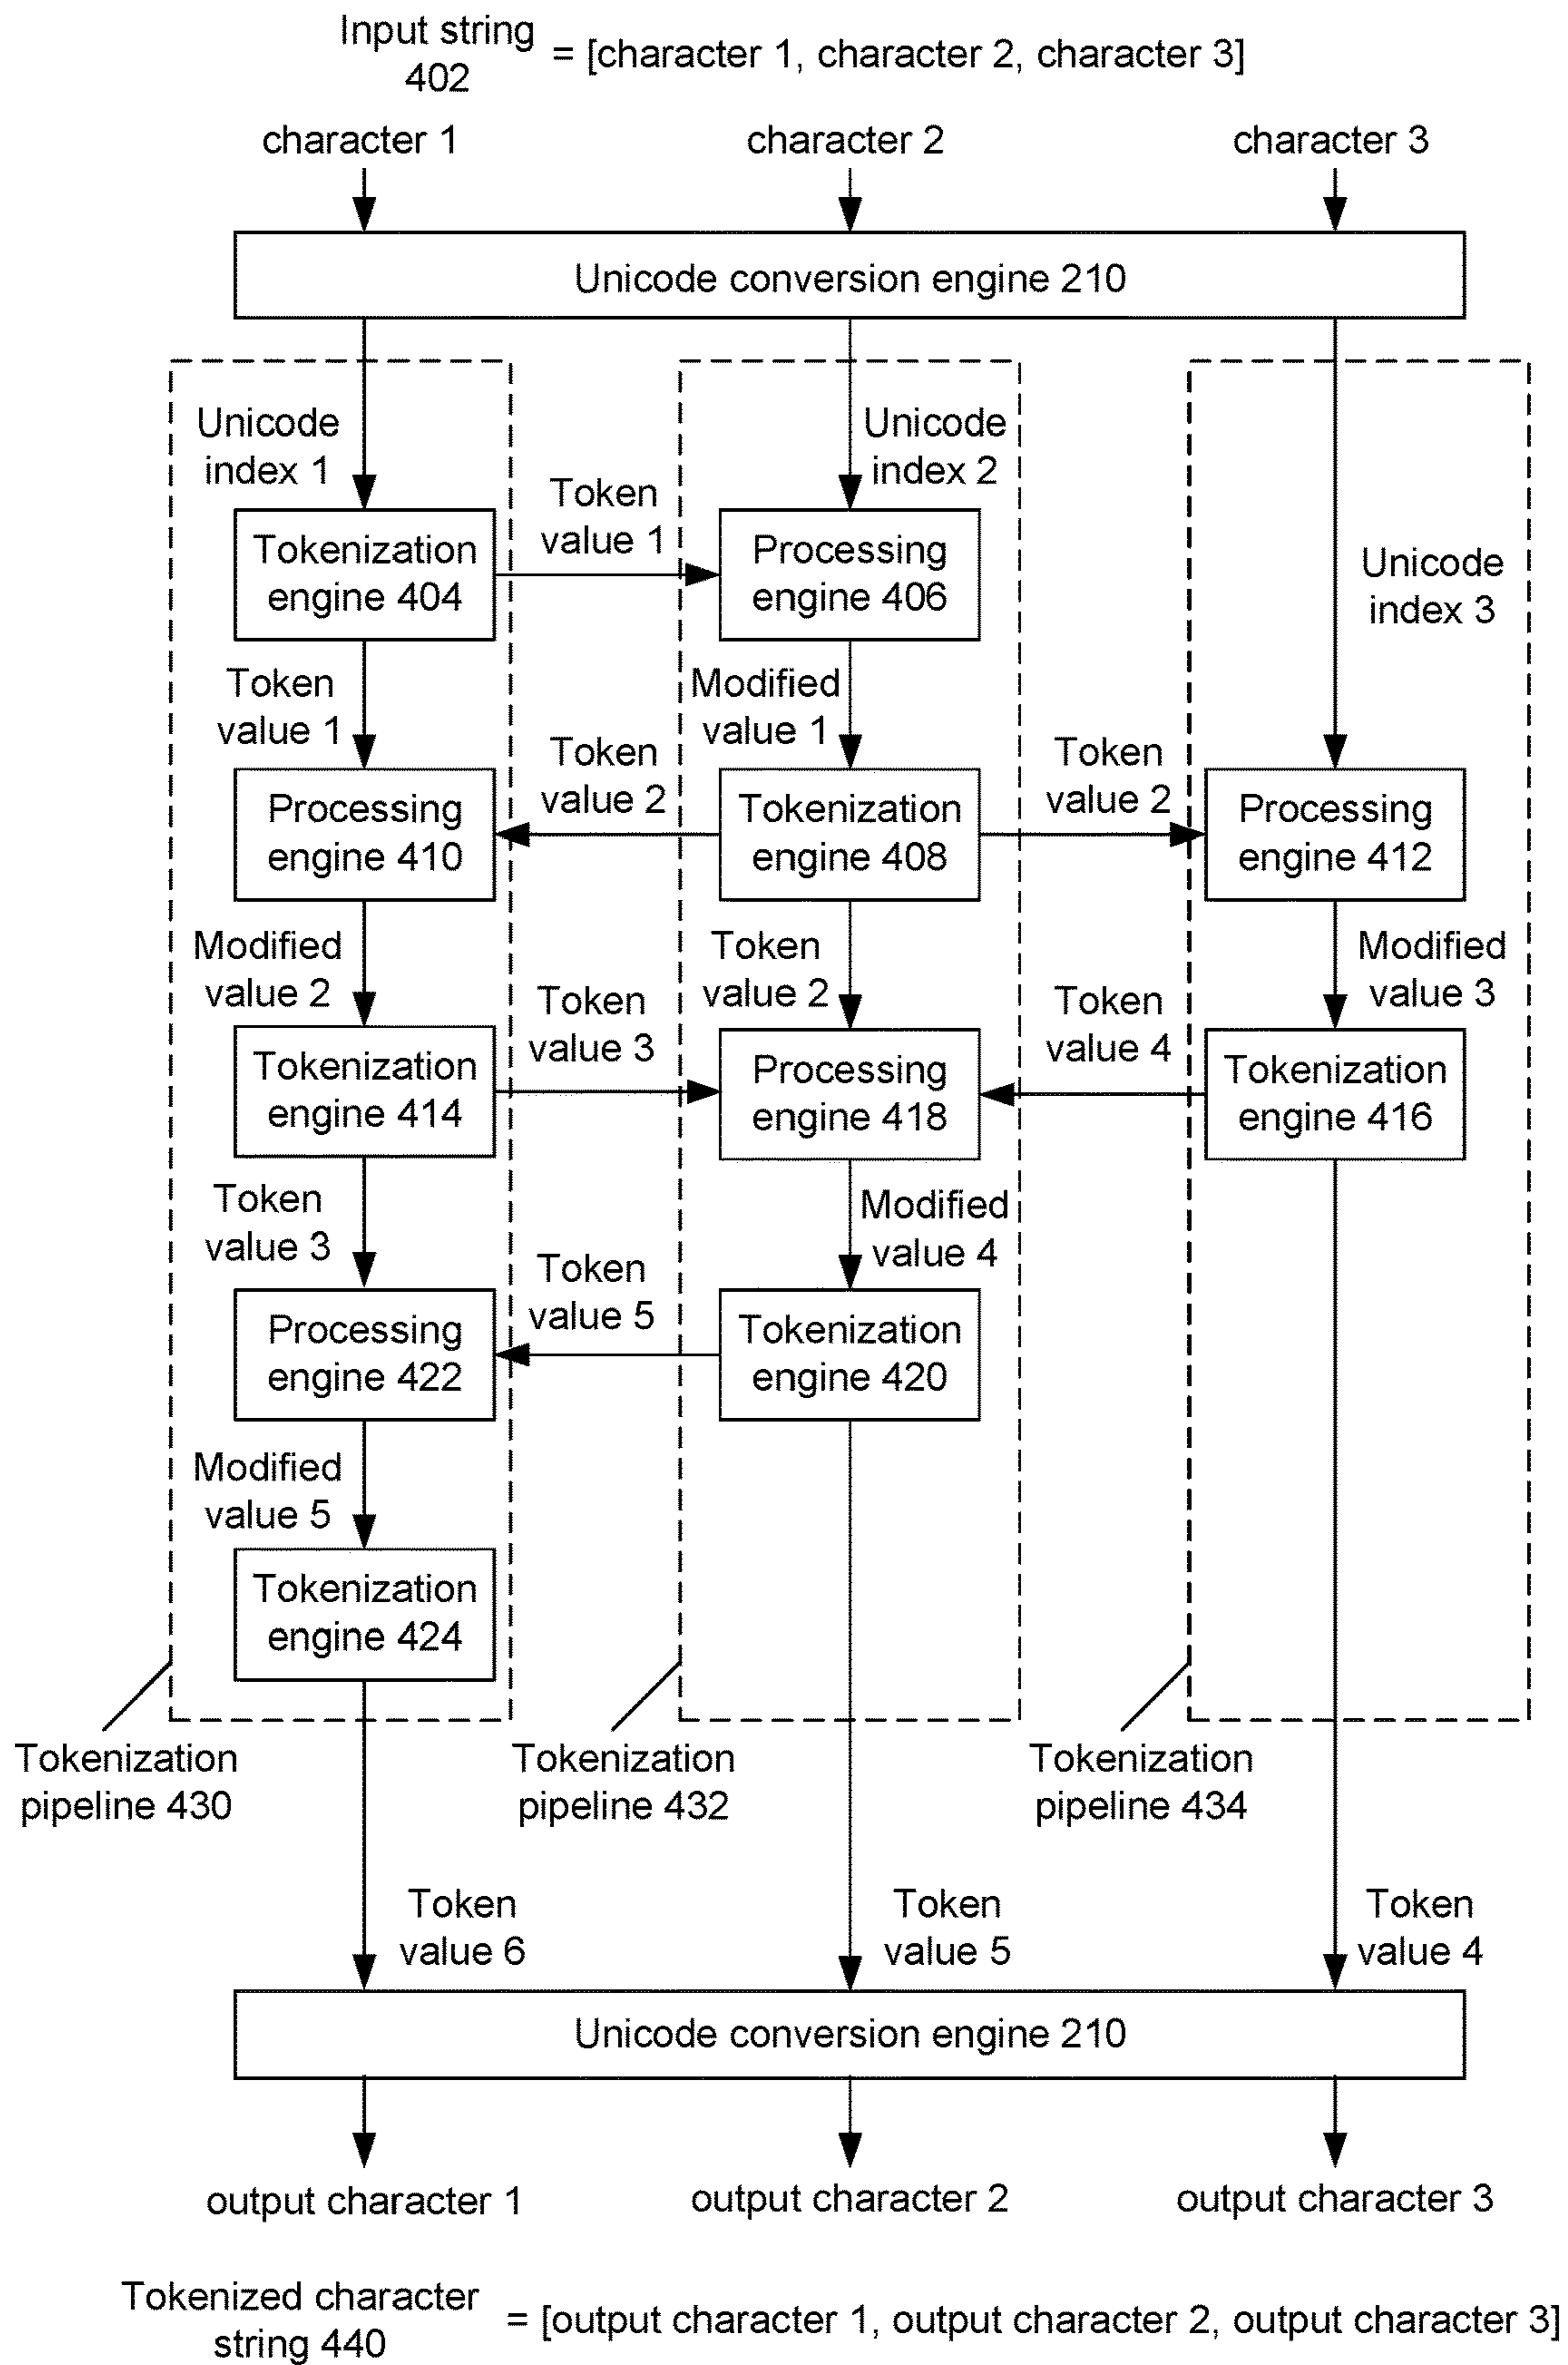 Input string
402
= [character 1, character 2, character 3]
character 1
character 2
character 3
Unicode conversion engine 210
Unicode
index 1
Unicode
index 2
Token
value 1
Tokenization
engine 404
Processing
engine 406
Unicode
index 3
Token
value 1
Modified
value 1
Token
value 2
Token
value 2
Processing
engine 410
Tokenization
engine 408
Processing
engine 412
Modified
value 2
Token
value 2
Modified
value 3
Token
value 3
Token
value 4
Tokenization
engine 414
Processing
engine 418
Tokenization
engine 416
Token
value 3
Modified
value 4
Token
value 5
Processing
engine 422
Tokenization
engine 420
Modified
value 5
Tokenization
engine 424
Tokenization
pipeline 430
Tokenization
pipeline 432
Tokenization
pipeline 434
Token
value 6
Token
value 5
Token
value 4
Unicode conversion engine 210
output character 1
output character 2
output character 3
Tokenized character
string 440
= [output character 1, output character 2, output character 3]